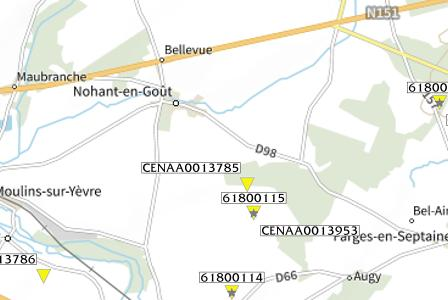 N151
Bellevue
Maubranche
Nohant-en-Goût
61800
151
D98
CENAA0013785
61800115
Moulins-sur-Yèvre
CENAA0013953
Bel-Air
Farges-en-Septaine
13786
61800114
D66
Augy